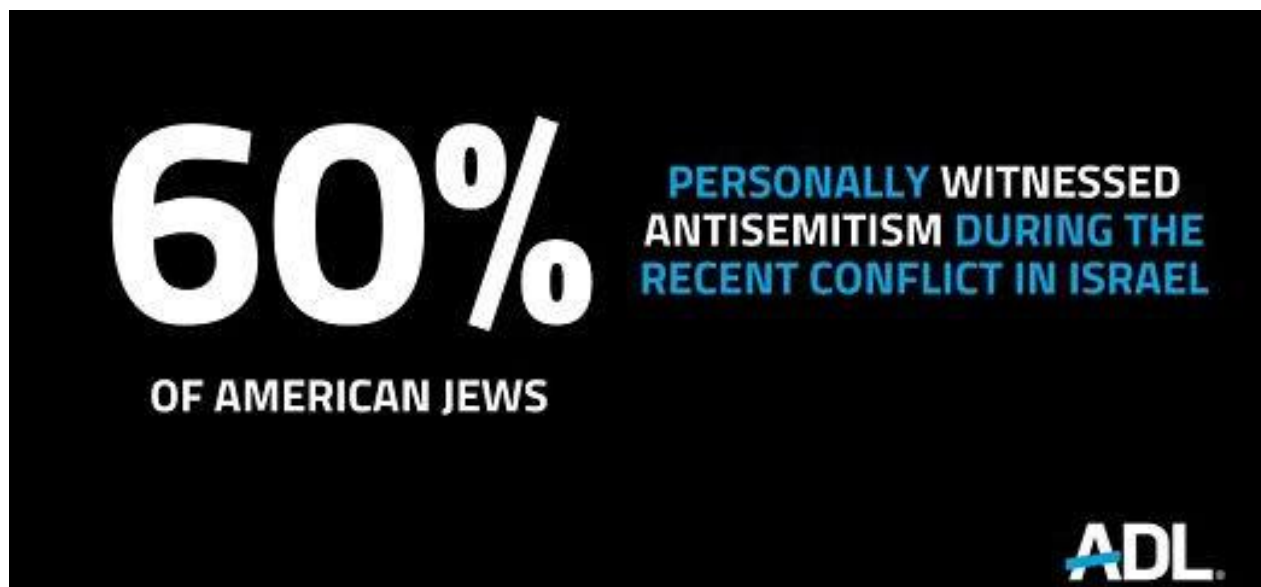 60%
OF AMERICAN JEWS
PERSONALLY WITNESSED
ANTISEMITISM DURING THE
RECENT CONFLICT IN ISRAEL
ADL®